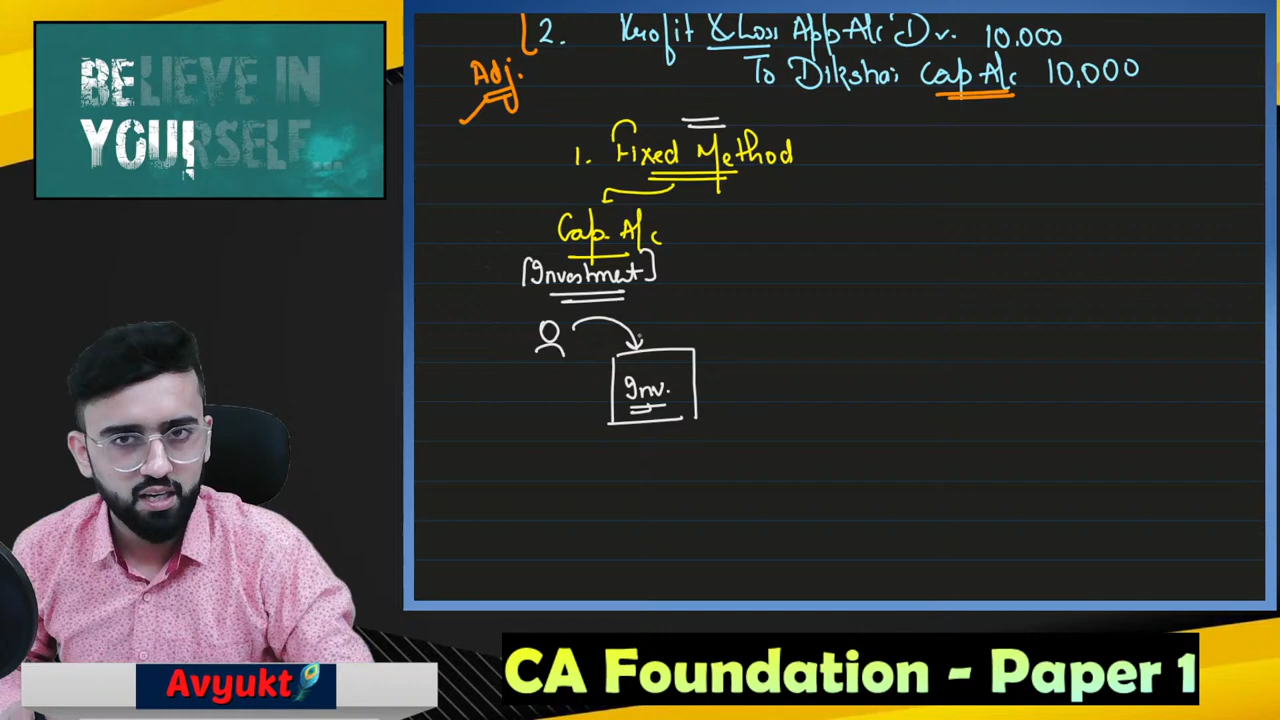 BELIEVE IN
YOURSELF...
2. Profit & Loss App A/c Dr. 10,000
Adj.
To Diksha's Cap A/c 10,000
1. Fixed Method
Cap. A/c
[Investment]
Inv.
Avyukt
CA Foundation - Paper 1